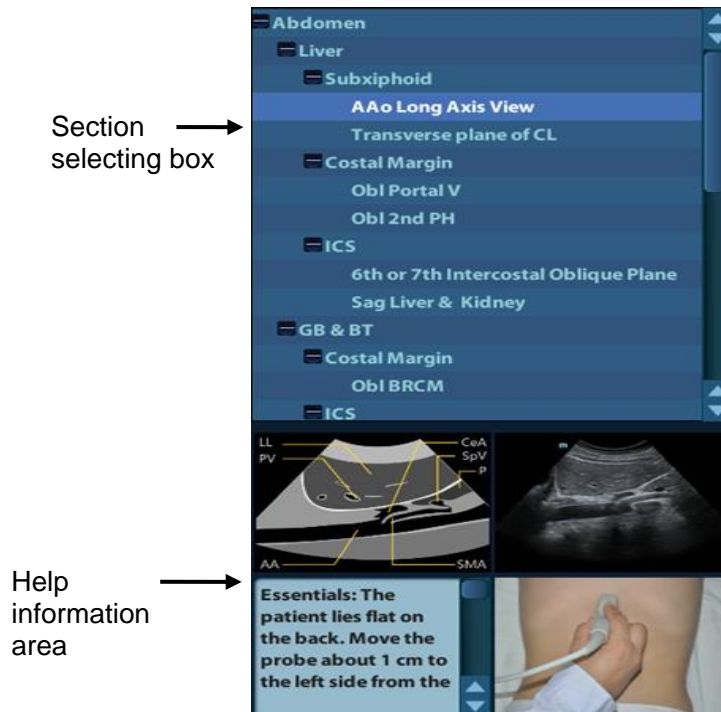 Abdomen
Liver
Subxiphoid
AAo Long Axis View
Transverse plane of CL
Costal Margin
Obl Portal V
Obl 2nd PH
ICS
6th or 7th Intercostal Oblique Plane
Sag Liver & Kidney
GB & BT
Costal Margin
Obl BRCM
ICS
Section
selecting box
LL
PV
CeA
SpV
P
AA
SMA
m
Help
information
area
Essentials: The
patient lies flat on
the back. Move the
probe about 1 cm to
the left side from the